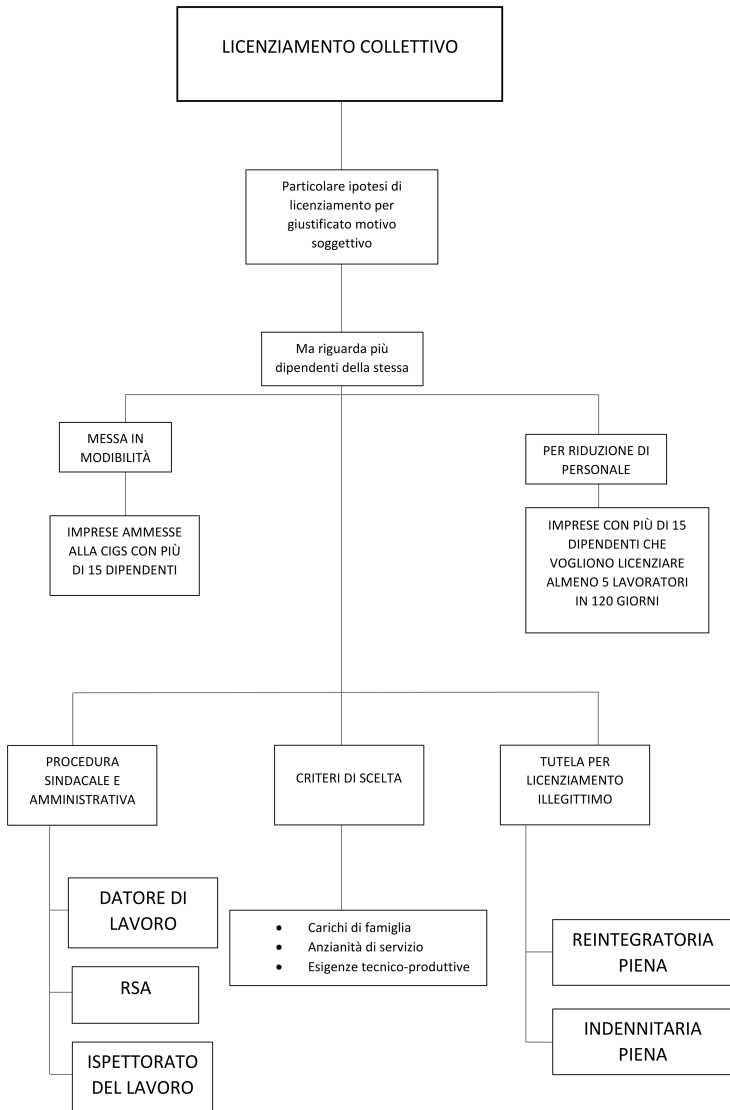 LICENZIAMENTO COLLETTIVO
Particolare ipotesi di
licenziamento per
giustificato motivo
soggettivo
Ma riguarda più
dipendenti della stessa
MESSA IN
MODIBILITÀ
PER RIDUZIONE DI
PERSONALE
IMPRESE AMMESSE
ALLA CIGS CON PIÙ
DI 15 DIPENDENTI
IMPRESE CON PIÙ DI 15
DIPENDENTI CHE
VOGLIONO LICENZIARE
ALMENO 5 LAVORATORI
IN 120 GIORNI
PROCEDURA
SINDACALE E
AMMINISTRATIVA
CRITERI DI SCELTA
TUTELA PER
LICENZIAMENTO
ILLEGITTIMO
DATORE DI
LAVORO
RSA
ISPETTORATO
DEL LAVORO
• Carichi di famiglia
• Anzianità di servizio
• Esigenze tecnico-produttive
REINTEGRATORIA
PIENA
INDENNITARIA
PIENA